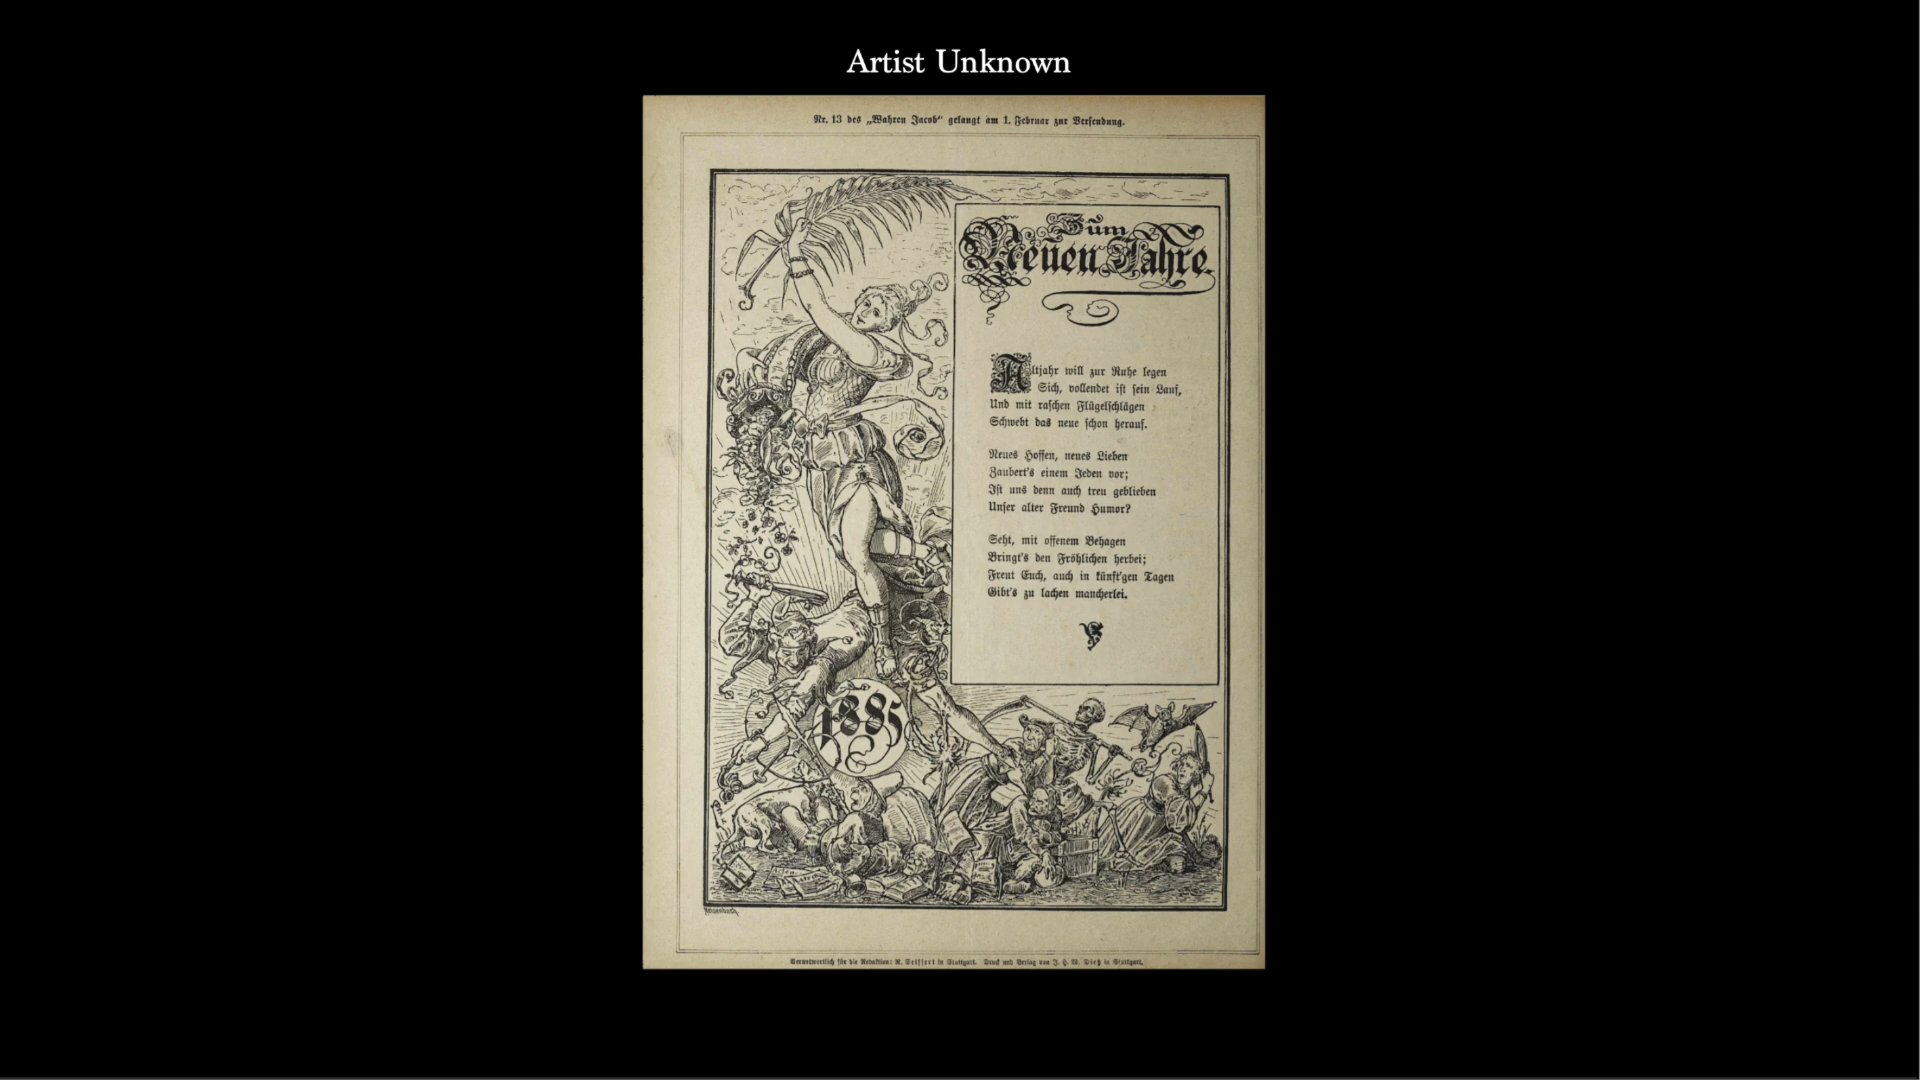 Artist Unknown
Nr. 13 des „Wahren Jacob“ gelangt am 1. Februar zur Versendung.
Zum
Neuen Jahre.
Altjahr will zur Ruhe legen
Sich, vollendet ist sein Lauf,
Und mit raschen Flügelschlägen
Schwebt das neue schon herauf.
Neues Hoffen, neues Lieben
Zaubert's einem Jeden vor;
Ist uns denn auch treu geblieben
Unser alter Freund Humor?
Seht, mit offenem Behagen
Bringt's den Fröhlichen herbei;
Freut Euch, auch in künft'gen Tagen
Gibt's zu lachen mancherlei.
1885
Verantwortlich für die Redaktion: R. Seiffert in Stuttgart. Druck und Verlag von J. H. W. Dietz in Stuttgart.